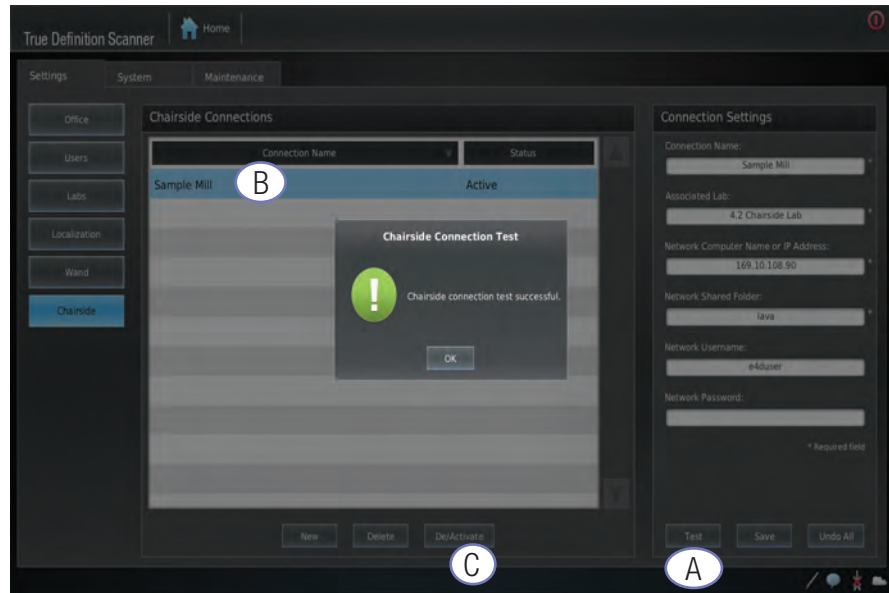 True Definition Scanner
Home
Settings System Maintenance
Office
Users
Labs
Localization
Wand
Chairside
Chairside Connections
Connection Name Status
Sample Mill B Active
Chairside Connection Test
!
Chairside connection test successful.
OK
New Delete De/Activate
C
Connection Settings
Connection Name:
Sample Mill *
Associated Lab:
4.2 Chairside Lab *
Network Computer Name or IP Address:
169.10.108.90 *
Network Shared Folder:
lava *
Network Username:
e4duser
Network Password:
* Required field
Test Save Undo All
A